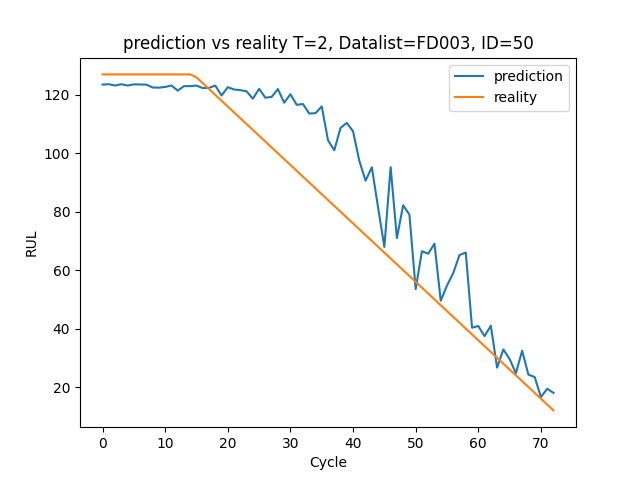 prediction vs reality T=2, Datalist=FD003, ID=50
prediction
reality
RUL
120
100
80
60
40
20
0 10 20 30 40 50 60 70
Cycle